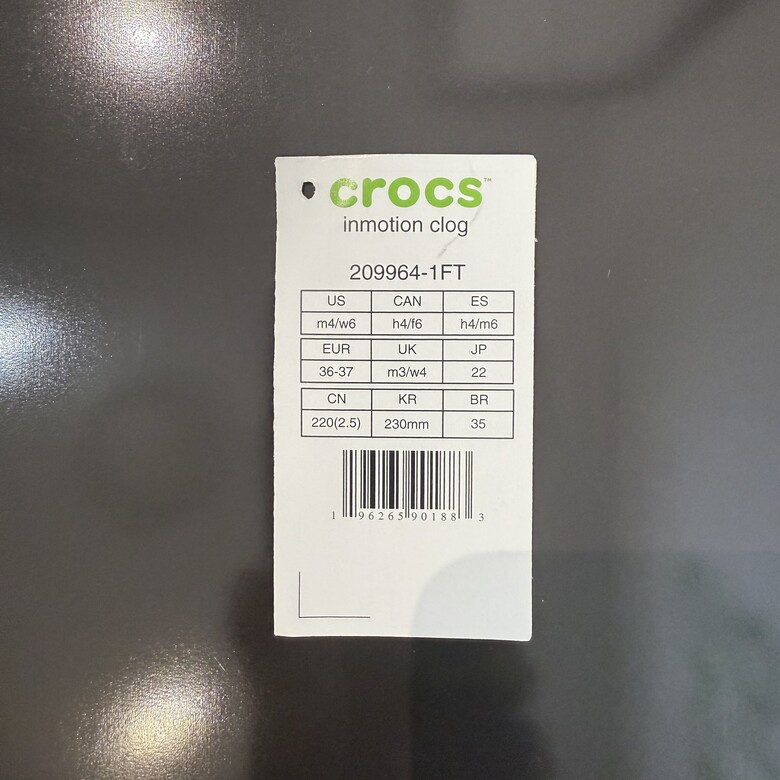 crocs™
inmotion clog
209964-1FT
US CAN ES
m4/w6 h4/f6 h4/m6
EUR UK JP
36-37 m3/w4 22
CN KR BR
220(2.5) 230mm 35
1 96265 90188 3